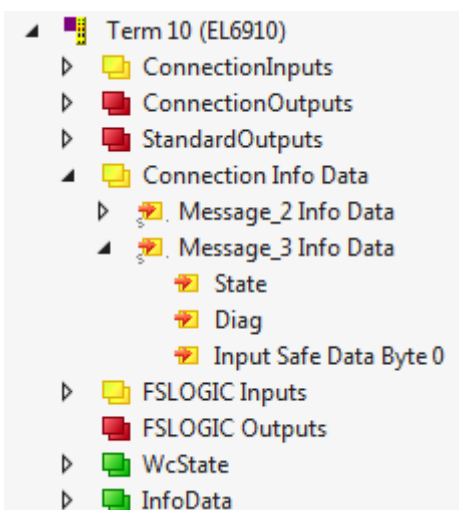 Term 10 (EL6910)
ConnectionInputs
ConnectionOutputs
StandardOutputs
Connection Info Data
Message_2 Info Data
Message_3 Info Data
State
Diag
Input Safe Data Byte 0
FSLOGIC Inputs
FSLOGIC Outputs
WcState
InfoData